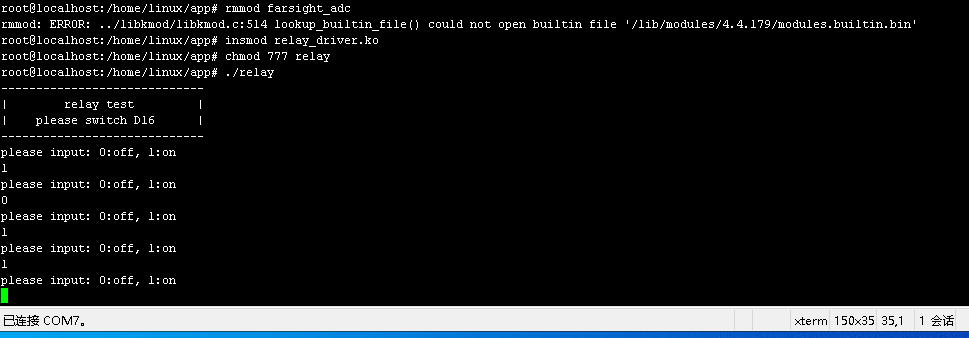 root@localhost:/home/linux/app# rmmod farsight_adc
rmmod: ERROR: ../libkmod/libkmod.c:514 lookup_builtin_file() could not open builtin file '/lib/modules/4.4.179/modules.builtin.bin'
root@localhost:/home/linux/app# insmod relay_driver.ko
root@localhost:/home/linux/app# chmod 777 relay
root@localhost:/home/linux/app# ./relay
-----------------------------
|        relay test         |
|    please switch D16      |
-----------------------------
please input: 0:off, 1:on
1
please input: 0:off, 1:on
0
please input: 0:off, 1:on
1
please input: 0:off, 1:on
1
please input: 0:off, 1:on
已连接 COM7。 xterm 150x35 35,1 1 会话